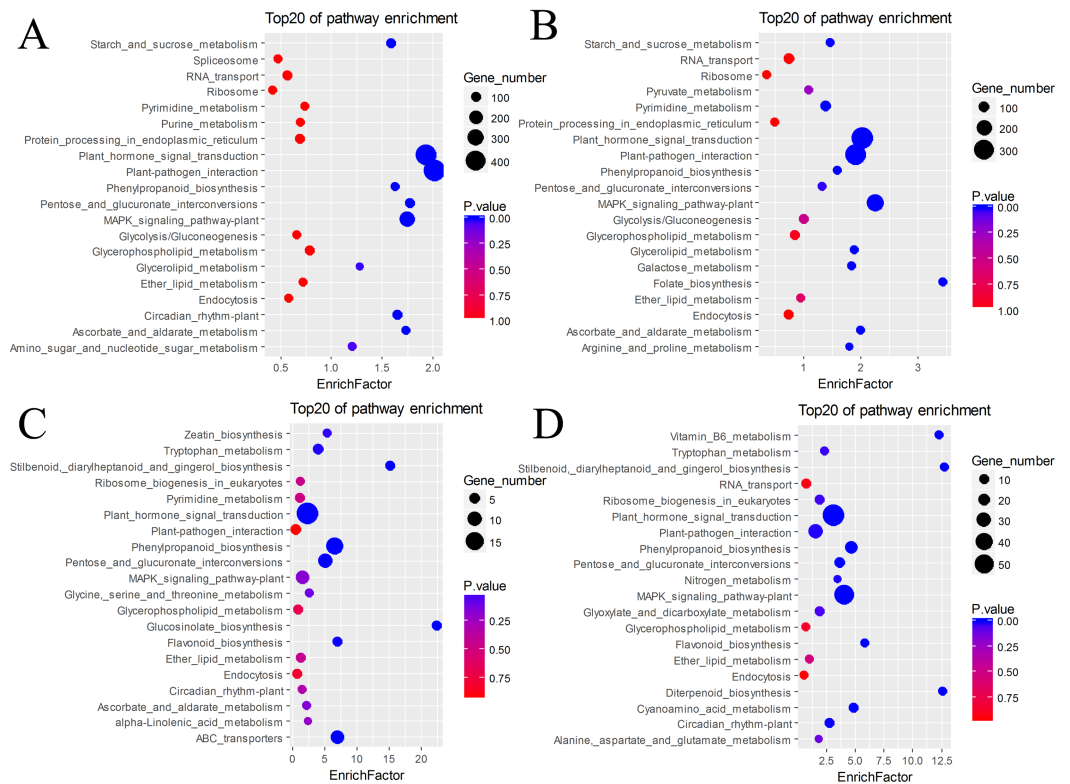 A
Top20 of pathway enrichment
Starch_and_sucrose_metabolism
Spliceosome
RNA_transport
Ribosome
Pyrimidine_metabolism
Purine_metabolism
Protein_processing_in_endoplasmic_reticulum
Plant_hormone_signal_transduction
Plant-pathogen_interaction
Phenylpropanoid_biosynthesis
Pentose_and_glucuronate_interconversions
MAPK_signaling_pathway-plant
Glycolysis/Gluconeogenesis
Glycerophospholipid_metabolism
Glycerolipid_metabolism
Ether_lipid_metabolism
Endocytosis
Circadian_rhythm-plant
Ascorbate_and_aldarate_metabolism
Amino_sugar_and_nucleotide_sugar_metabolism
0.5 1.0 1.5 2.0
EnrichFactor
Gene_number
100
200
300
400
P.value
0.00
0.25
0.50
0.75
1.00
B
Top20 of pathway enrichment
Starch_and_sucrose_metabolism
RNA_transport
Ribosome
Pyruvate_metabolism
Pyrimidine_metabolism
Protein_processing_in_endoplasmic_reticulum
Plant_hormone_signal_transduction
Plant-pathogen_interaction
Phenylpropanoid_biosynthesis
Pentose_and_glucuronate_interconversions
MAPK_signaling_pathway-plant
Glycolysis/Gluconeogenesis
Glycerophospholipid_metabolism
Glycerolipid_metabolism
Galactose_metabolism
Folate_biosynthesis
Ether_lipid_metabolism
Endocytosis
Ascorbate_and_aldarate_metabolism
Arginine_and_proline_metabolism
1 2 3
EnrichFactor
Gene_number
100
200
300
P.value
0.00
0.25
0.50
0.75
1.00
C
Top20 of pathway enrichment
Zeatin_biosynthesis
Tryptophan_metabolism
Stilbenoid,_diarylheptanoid_and_gingerol_biosynthesis
Ribosome_biogenesis_in_eukaryotes
Pyrimidine_metabolism
Plant_hormone_signal_transduction
Plant-pathogen_interaction
Phenylpropanoid_biosynthesis
Pentose_and_glucuronate_interconversions
MAPK_signaling_pathway-plant
Glycine,_serine_and_threonine_metabolism
Glycerophospholipid_metabolism
Glucosinolate_biosynthesis
Flavonoid_biosynthesis
Ether_lipid_metabolism
Endocytosis
Circadian_rhythm-plant
Ascorbate_and_aldarate_metabolism
alpha-Linolenic_acid_metabolism
ABC_transporters
0 5 10 15 20
EnrichFactor
Gene_number
5
10
15
P.value
0.25
0.50
0.75
D
Top20 of pathway enrichment
Vitamin_B6_metabolism
Tryptophan_metabolism
Stilbenoid,_diarylheptanoid_and_gingerol_biosynthesis
RNA_transport
Ribosome_biogenesis_in_eukaryotes
Plant_hormone_signal_transduction
Plant-pathogen_interaction
Phenylpropanoid_biosynthesis
Pentose_and_glucuronate_interconversions
Nitrogen_metabolism
MAPK_signaling_pathway-plant
Glyoxylate_and_dicarboxylate_metabolism
Glycerophospholipid_metabolism
Flavonoid_biosynthesis
Ether_lipid_metabolism
Endocytosis
Diterpenoid_biosynthesis
Cyanoamino_acid_metabolism
Circadian_rhythm-plant
Alanine,_aspartate_and_glutamate_metabolism
2.5 5.0 7.5 10.0 12.5
EnrichFactor
Gene_number
10
20
30
40
50
P.value
0.00
0.25
0.50
0.75